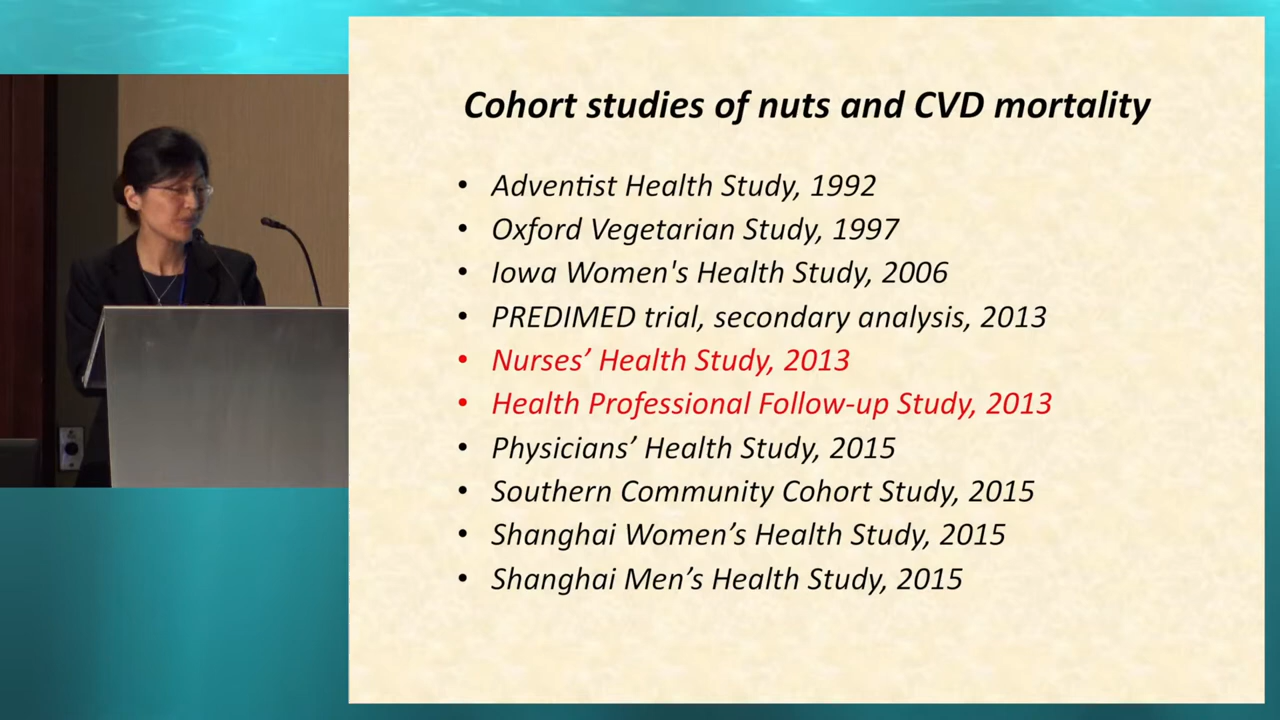 Cohort studies of nuts and CVD mortality
• Adventist Health Study, 1992
• Oxford Vegetarian Study, 1997
• Iowa Women's Health Study, 2006
• PREDIMED trial, secondary analysis, 2013
• Nurses’ Health Study, 2013
• Health Professional Follow-up Study, 2013
• Physicians’ Health Study, 2015
• Southern Community Cohort Study, 2015
• Shanghai Women’s Health Study, 2015
• Shanghai Men’s Health Study, 2015